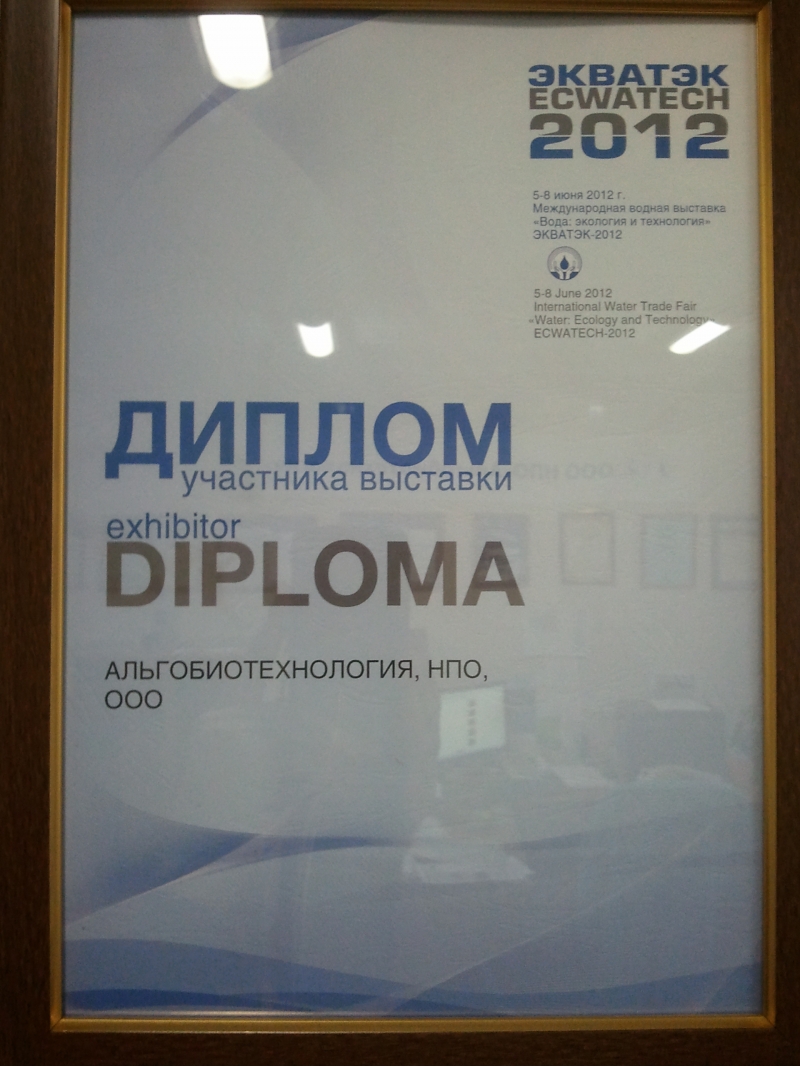 ЭКВАТЭК
ECWATECH
2012
5-8 июня 2012 г.
Международная водная выставка
«Вода: экология и технология»
ЭКВАТЭК-2012
5-8 June 2012
International Water Trade Fair
«Water: Ecology and Technology»
ECWATECH-2012
ДИПЛОМ
участника выставки
exhibitor
DIPLOMA
АЛЬГОБИОТЕХНОЛОГИЯ, НПО,
ООО